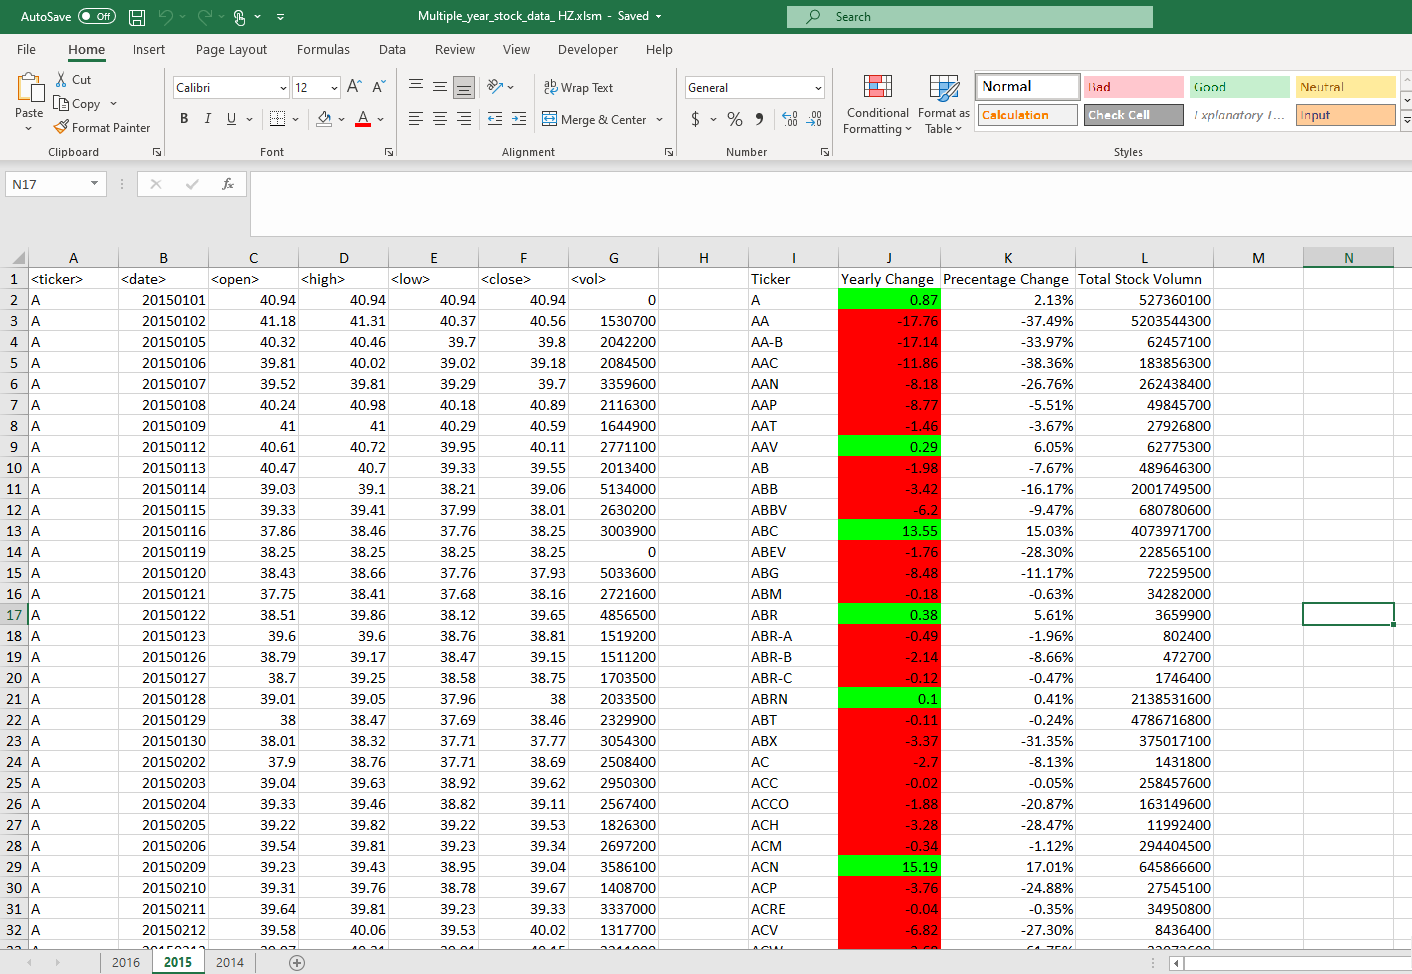 AutoSave Off Multiple_year_stock_data_ HZ.xlsm - Saved Search
File Home Insert Page Layout Formulas Data Review View Developer Help
Paste Cut Copy Format Painter Clipboard
Calibri 12 A A B I U A Font
ab Wrap Text Merge & Center Alignment
General $ % Number
Conditional Formatting Format as Table
Normal Bad Good Neutral
Calculation Check Cell Explanatory T... Input
Styles
N17 fx
A B C D E F G H I J K L M N
1 <ticker> <date> <open> <high> <low> <close> <vol> Ticker Yearly Change Precentage Change Total Stock Volumn
2 A 20150101 40.94 40.94 40.94 40.94 0 A 0.87 2.13% 527360100
3 A 20150102 41.18 41.31 40.37 40.56 1530700 AA -17.76 -37.49% 5203544300
4 A 20150105 40.32 40.46 39.7 39.8 2042200 AA-B -17.14 -33.97% 62457100
5 A 20150106 39.81 40.02 39.02 39.18 2084500 AAC -11.86 -38.36% 183856300
6 A 20150107 39.52 39.81 39.29 39.7 3359600 AAN -8.18 -26.76% 262438400
7 A 20150108 40.24 40.98 40.18 40.89 2116300 AAP -8.77 -5.51% 49845700
8 A 20150109 41 41 40.29 40.59 1644900 AAT -1.46 -3.67% 27926800
9 A 20150112 40.61 40.72 39.95 40.11 2771100 AAV 0.29 6.05% 62775300
10 A 20150113 40.47 40.7 39.33 39.55 2013400 AB -1.98 -7.67% 489646300
11 A 20150114 39.03 39.1 38.21 39.06 5134000 ABB -3.42 -16.17% 2001749500
12 A 20150115 39.33 39.41 37.99 38.01 2630200 ABBV -6.2 -9.47% 680780600
13 A 20150116 37.86 38.46 37.76 38.25 3003900 ABC 13.55 15.03% 4073971700
14 A 20150119 38.25 38.25 38.25 38.25 0 ABEV -1.76 -28.30% 228565100
15 A 20150120 38.43 38.66 37.76 37.93 5033600 ABG -8.48 -11.17% 72259500
16 A 20150121 37.75 38.41 37.68 38.16 2721600 ABM -0.18 -0.63% 34282000
17 A 20150122 38.51 39.86 38.12 39.65 4856500 ABR 0.38 5.61% 3659900
18 A 20150123 39.6 39.6 38.76 38.81 1519200 ABR-A -0.49 -1.96% 802400
19 A 20150126 38.79 39.17 38.47 39.15 1511200 ABR-B -2.14 -8.66% 472700
20 A 20150127 38.7 39.25 38.58 38.75 1703500 ABR-C -0.12 -0.47% 1746400
21 A 20150128 39.01 39.05 37.96 38 2033500 ABRN 0.1 0.41% 2138531600
22 A 20150129 38 38.47 37.69 38.46 2329900 ABT -0.11 -0.24% 4786716800
23 A 20150130 38.01 38.32 37.71 37.77 3054300 ABX -3.37 -31.35% 375017100
24 A 20150202 37.9 38.76 37.71 38.69 2508400 AC -2.7 -8.13% 1431800
25 A 20150203 39.04 39.63 38.92 39.62 2950300 ACC -0.02 -0.05% 258457600
26 A 20150204 39.33 39.46 38.82 39.11 2567400 ACCO -1.88 -20.87% 163149600
27 A 20150205 39.22 39.82 39.22 39.53 1826300 ACH -3.28 -28.47% 11992400
28 A 20150206 39.54 39.81 39.23 39.34 2697200 ACM -0.34 -1.12% 294404500
29 A 20150209 39.23 39.43 38.95 39.04 3586100 ACN 15.19 17.01% 645866600
30 A 20150210 39.31 39.76 38.78 39.67 1408700 ACP -3.76 -24.88% 27545100
31 A 20150211 39.64 39.81 39.23 39.33 3337000 ACRE -0.04 -0.35% 34950800
32 A 20150212 39.58 40.06 39.53 40.02 1317700 ACV -6.82 -27.30% 8436400
2016 2015 2014